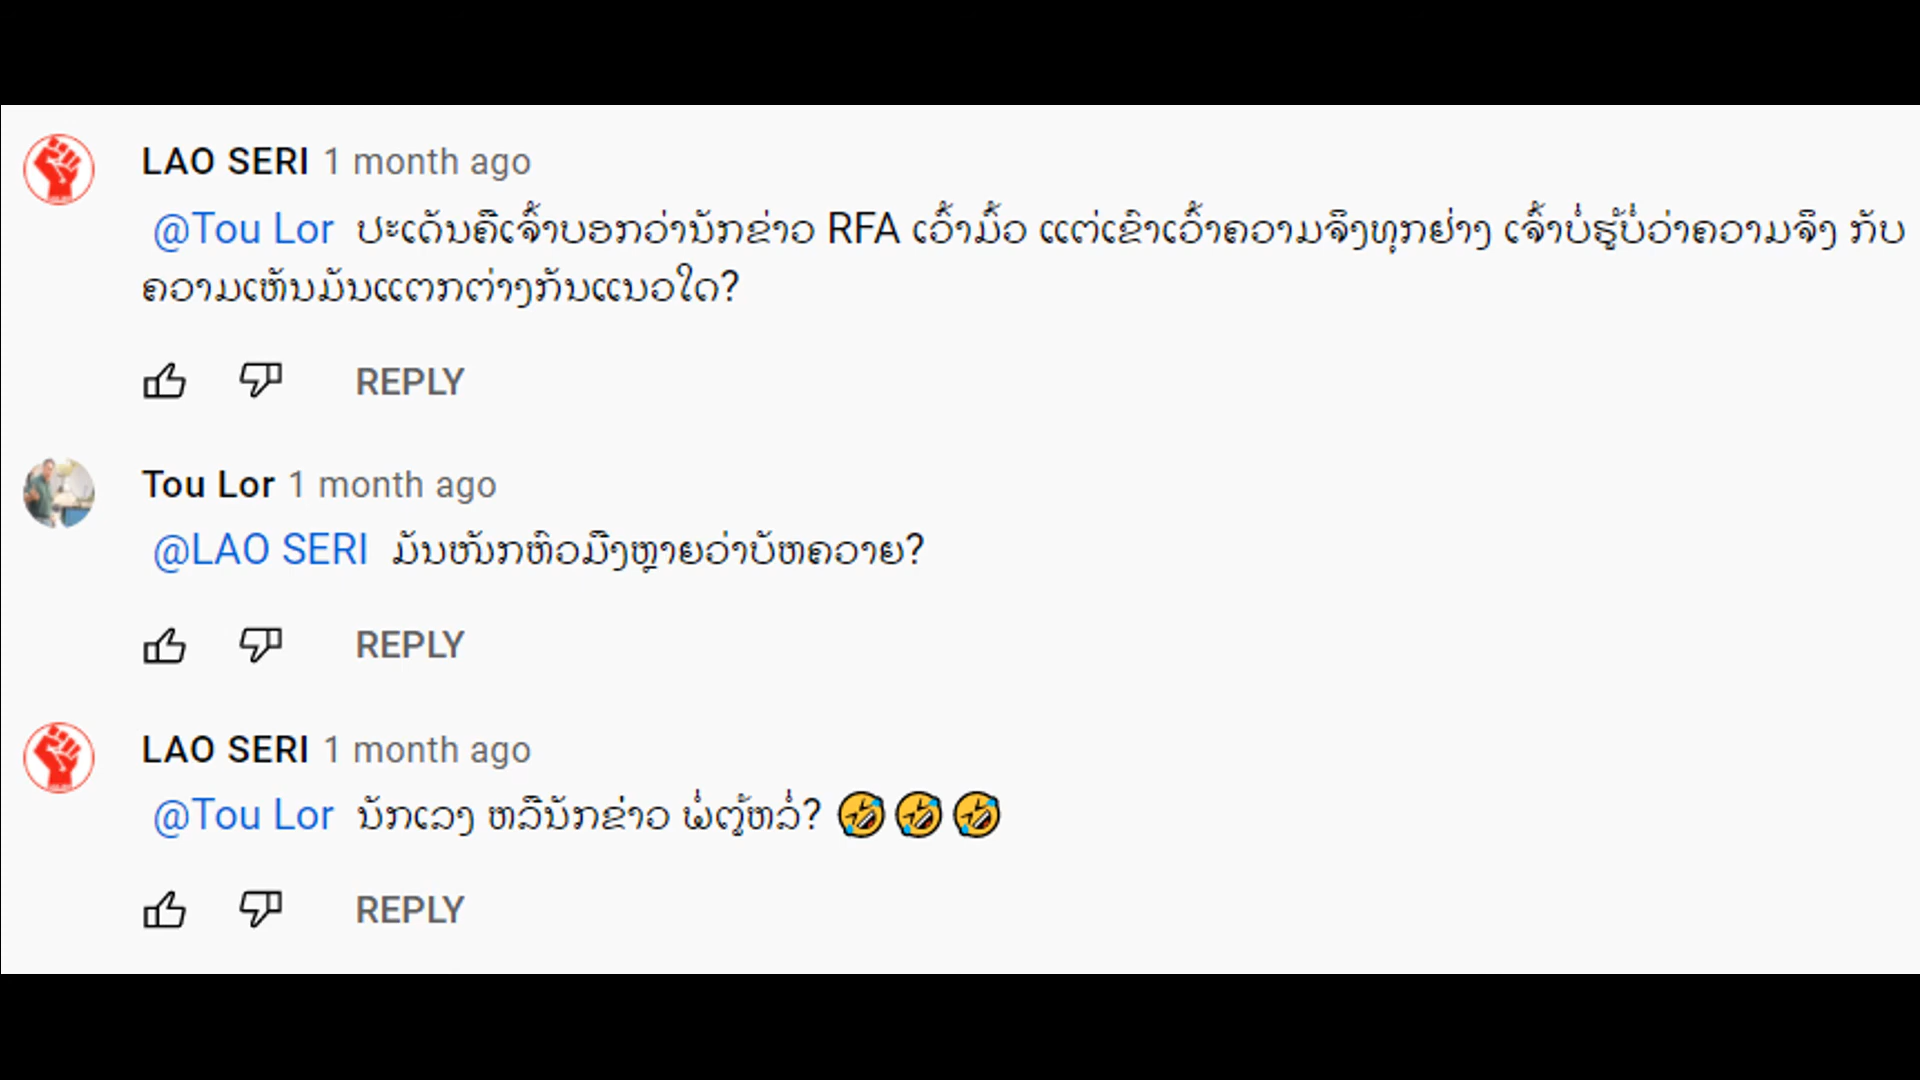 LAO SERI 1 month ago
@Tou Lor ປະເດັນຄືເຈົ້າບອກວ່ານັກຂ່າວ RFA ເວົ້າມົ້ວ ແຕ່ເຂົາເວົ້າຄວາມຈິງທຸກຢ່າງ ເຈົ້າບໍ່ຮູ້ບໍ່ວ່າຄວາມຈິງ ກັບ
ຄວາມເຫັນມັນແຕກຕ່າງກັນແນວໃດ?
REPLY
Tou Lor 1 month ago
@LAO SERI ມັນໜັກຫົວມືງຫຼາຍວ່າບັຫຄວາຍ?
REPLY
LAO SERI 1 month ago
@Tou Lor ນັກເລງ ຫລືນັກຂ່າວ ພໍ່ຕູ້ຫລໍ່? 🤣🤣🤣
REPLY